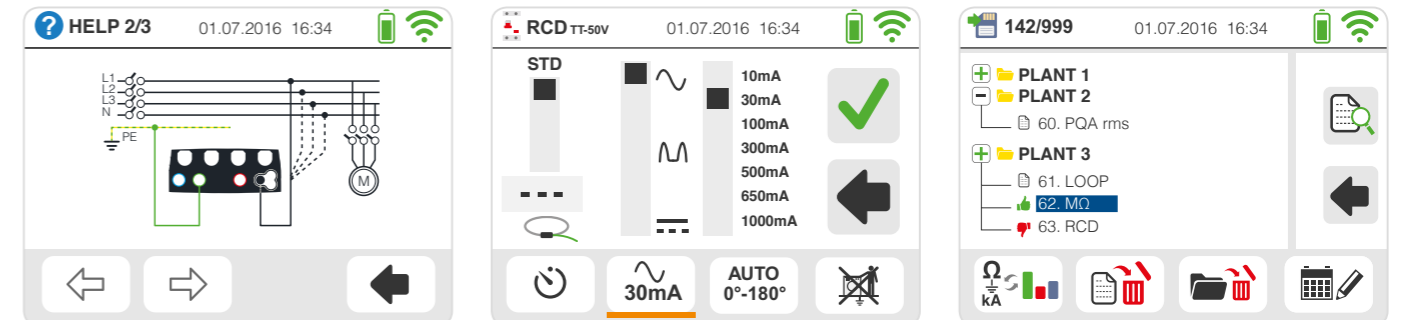 HELP 2/3 01.07.2016 16:34
L1
L2
L3
N
PE
M
RCD TT-50V 01.07.2016 16:34
STD
10mA
30mA
100mA
300mA
500mA
650mA
1000mA
30mA
AUTO
0°-180°
142/999 01.07.2016 16:34
PLANT 1
PLANT 2
60. PQA rms
PLANT 3
61. LOOP
62. MΩ
63. RCD
Ω
kA